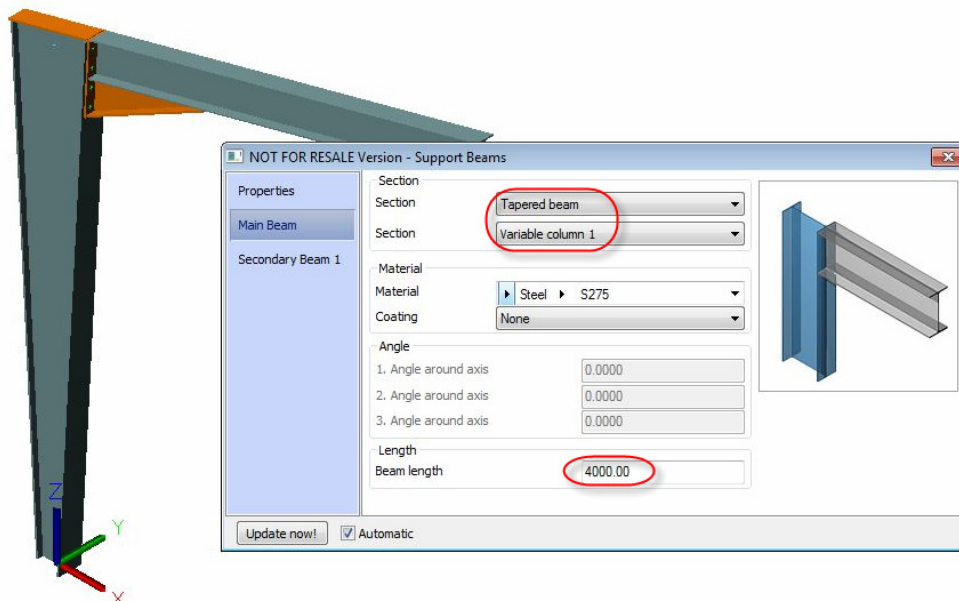 NOT FOR RESALE Version - Support Beams
Properties
Main Beam
Secondary Beam 1
Section
Section Tapered beam
Section Variable column 1
Material
Material Steel S275
Coating None
Angle
1. Angle around axis 0.0000
2. Angle around axis 0.0000
3. Angle around axis 0.0000
Length
Beam length 4000.00
Update now! Automatic
Z
Y
X